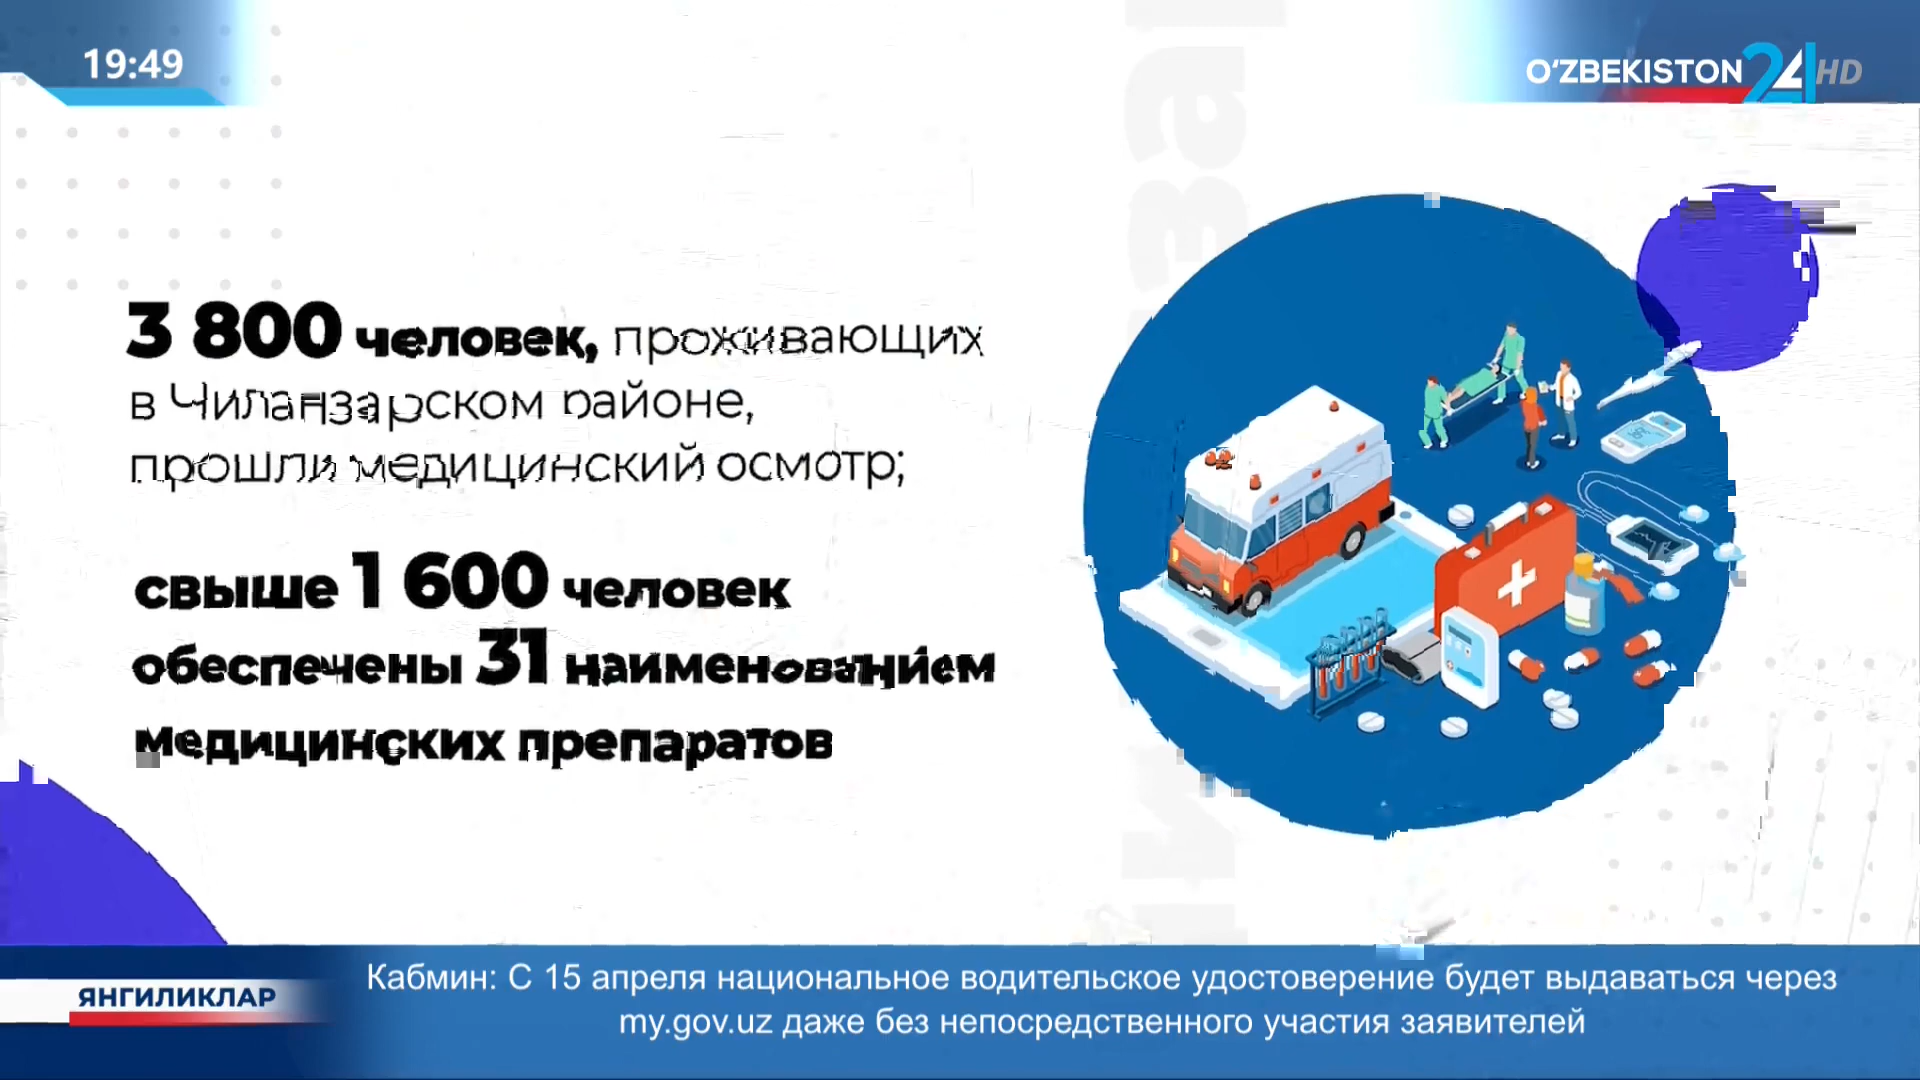 19:49
O‘ZBEKISTON 24 HD
3 800 человек, проживающих
в Чиланзарском районе,
прошли медицинский осмотр;
свыше 1 600 человек
обеспечены 31 наименованием
медицинских препаратов
ЯНГИЛИКЛАР
Кабмин: С 15 апреля национальное водительское удостоверение будет выдаваться через
my.gov.uz даже без непосредственного участия заявителей